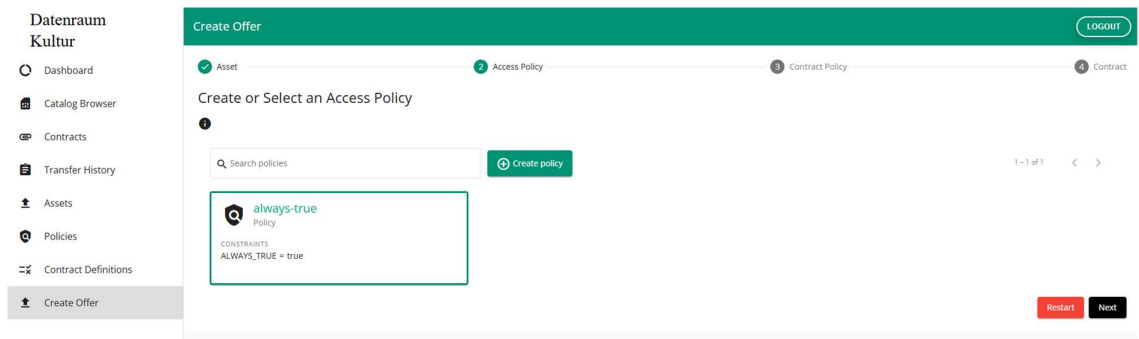 Datenraum
Kultur
Dashboard
Catalog Browser
Contracts
Transfer History
Assets
Policies
Contract Definitions
Create Offer
Create Offer
LOGOUT
Asset
2 Access Policy
3 Contract Policy
4 Contract
Create or Select an Access Policy
Search policies
Create policy
1 – 1 of 1
always-true
Policy
CONSTRAINTS
ALWAYS_TRUE = true
Restart
Next